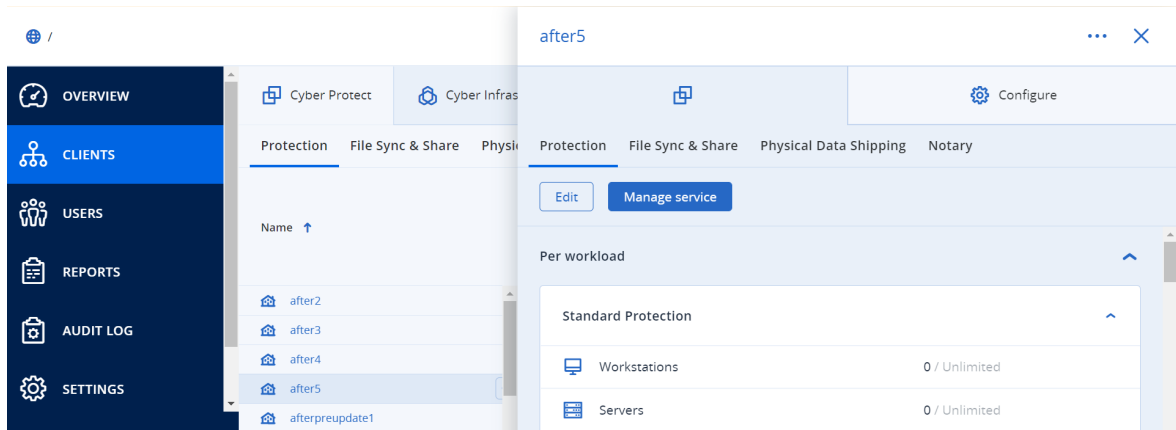 /
after5
...
OVERVIEW
CLIENTS
USERS
REPORTS
AUDIT LOG
SETTINGS
Cyber Protect
Cyber Infras
Protection File Sync & Share Physi
Name ↑
after2
after3
after4
after5
afterpreupdate1
Configure
Protection File Sync & Share Physical Data Shipping Notary
Edit Manage service
Per workload
Standard Protection
Workstations 0 / Unlimited
Servers 0 / Unlimited